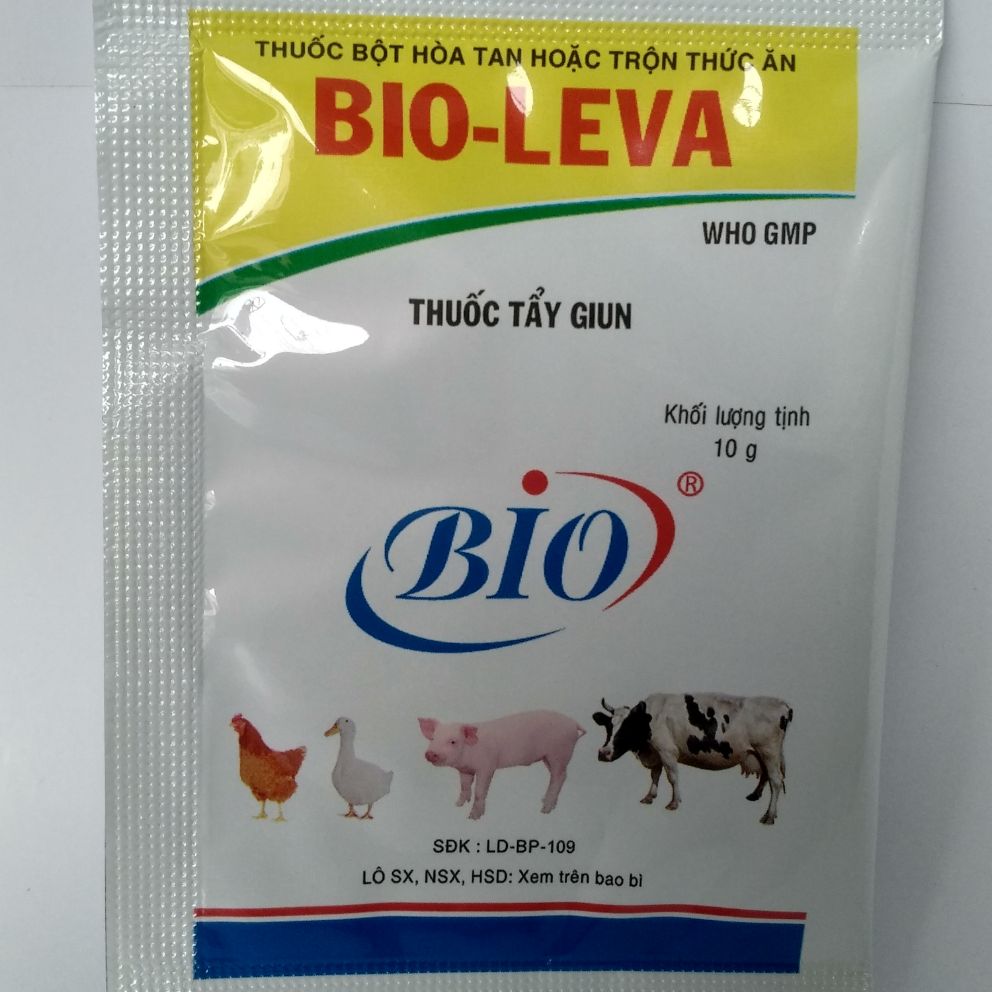 THUỐC BỘT HÒA TAN HOẶC TRỘN THỨC ĂN
BIO-LEVA
WHO GMP
THUỐC TẨY GIUN
Khối lượng tịnh
10 g
BIO®
SĐK : LD-BP-109
LÔ SX, NSX, HSD: Xem trên bao bì